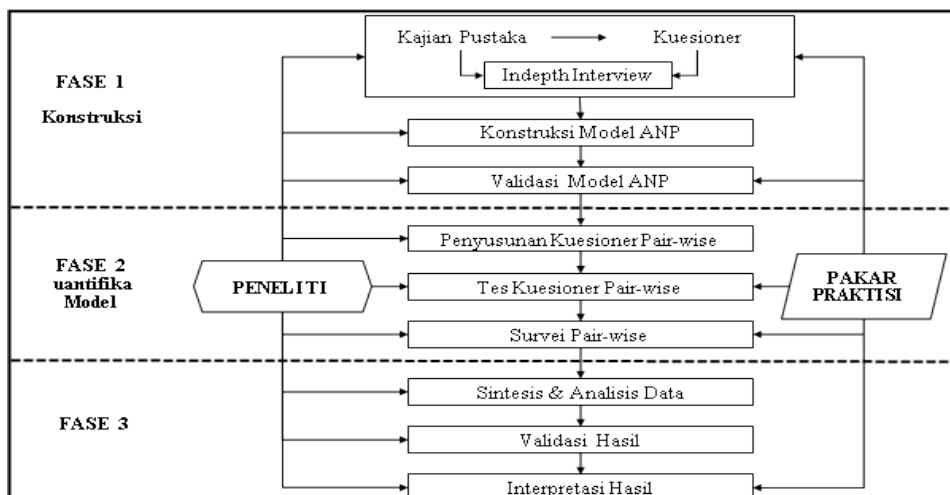 Kajian Pustaka
Kuesioner
Indepth Interview
FASE 1
Konstruksi
Konstruksi Model ANP
Validasi Model ANP
Penyusunan Kuesioner Pair-wise
FASE 2
uantifika
Model
PENELITI
Tes Kuesioner Pair-wise
PAKAR
PRAKTISI
Survei Pair-wise
Sintesis & Analisis Data
FASE 3
Validasi Hasil
Interpretasi Hasil